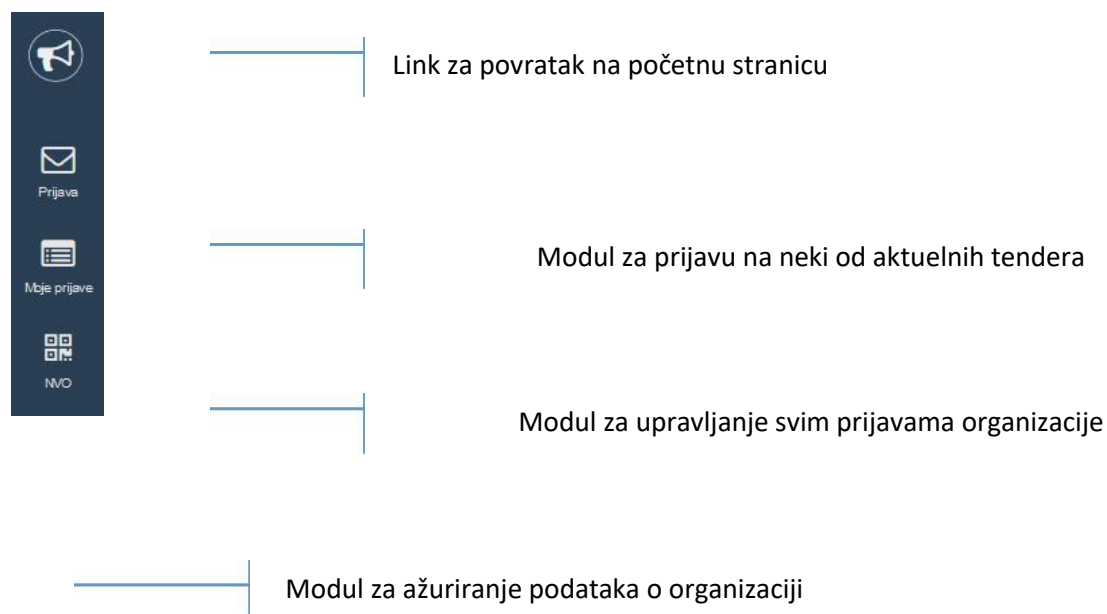 Link za povratak na početnu stranicu
Prijava
Modul za prijavu na neki od aktuelnih tendera
Moje prijave
NVO
Modul za upravljanje svim prijavama organizacije
Modul za ažuriranje podataka o organizaciji